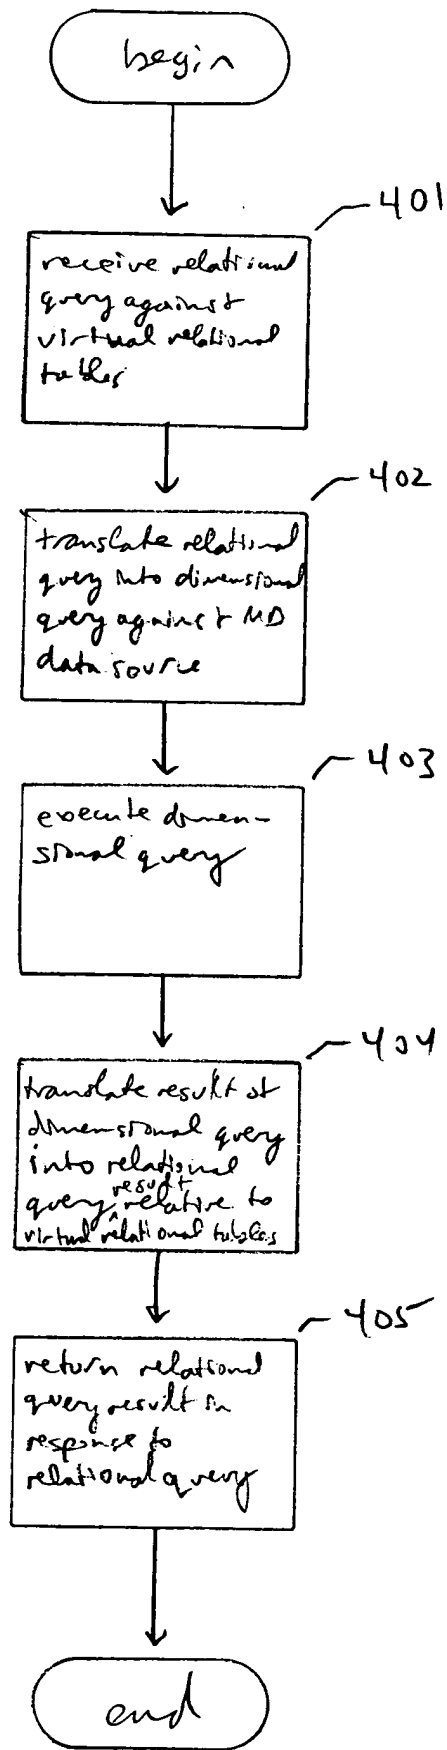 begin
401
receive relational
query against
virtual relational
tables
402
translate relational
query into dimensional
query against MD
data source
403
execute dimen-
sional query
404
translate result of
dimensional query
into relational
query result relative to
virtual relational tables
405
return relational
query result in
response to
relational query
end